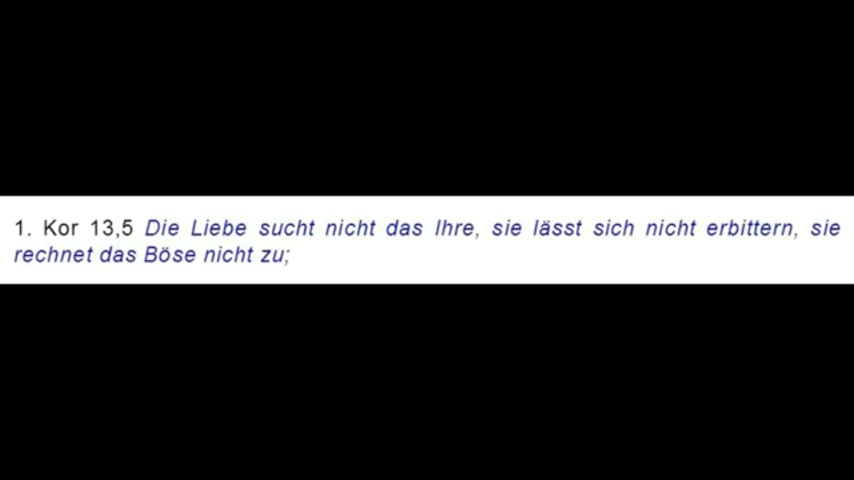 1. Kor 13,5 Die Liebe sucht nicht das Ihre, sie lässt sich nicht erbittern, sie
rechnet das Böse nicht zu;